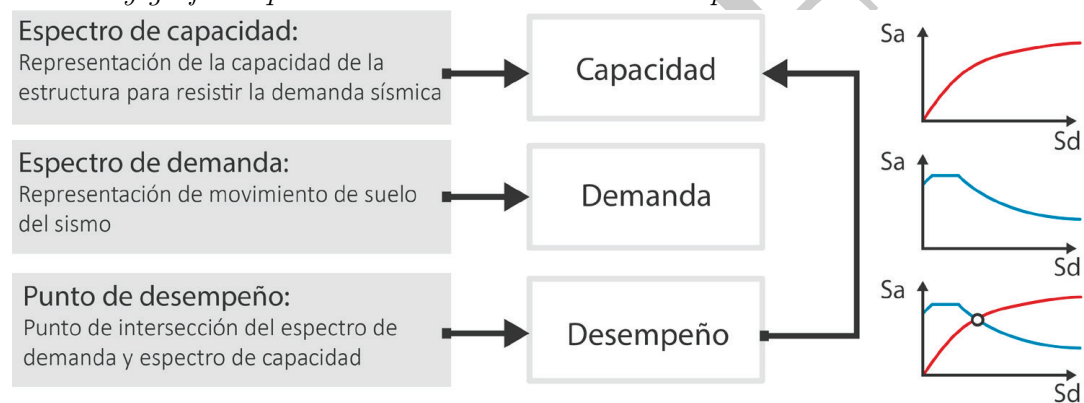 Espectro de capacidad:
Representación de la capacidad de la
estructura para resistir la demanda sísmica
Capacidad
Sa
Sd
Espectro de demanda:
Representación de movimiento de suelo
del sismo
Demanda
Sa
Sd
Punto de desempeño:
Punto de intersección del espectro de
demanda y espectro de capacidad
Desempeño
Sa
Sd